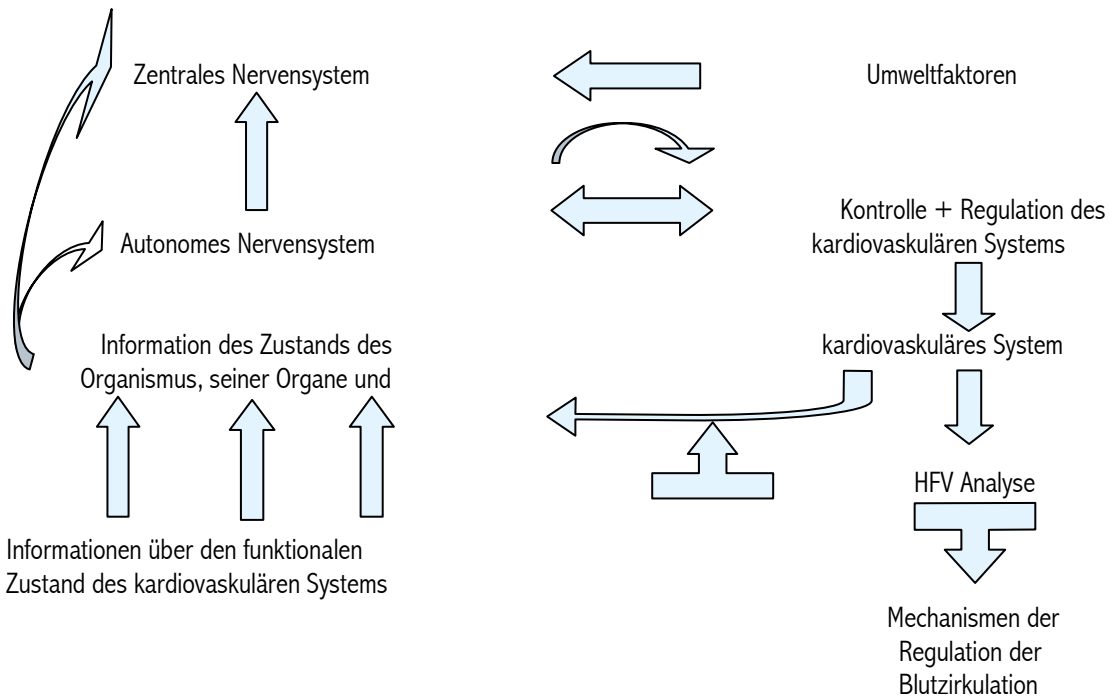 Zentrales Nervensystem
Umweltfaktoren
Autonomes Nervensystem
Kontrolle + Regulation des
kardiovaskulären Systems
Information des Zustands des
Organismus, seiner Organe und
kardiovaskuläres System
HFV Analyse
Informationen über den funktionalen
Zustand des kardiovaskulären Systems
Mechanismen der
Regulation der
Blutzirkulation